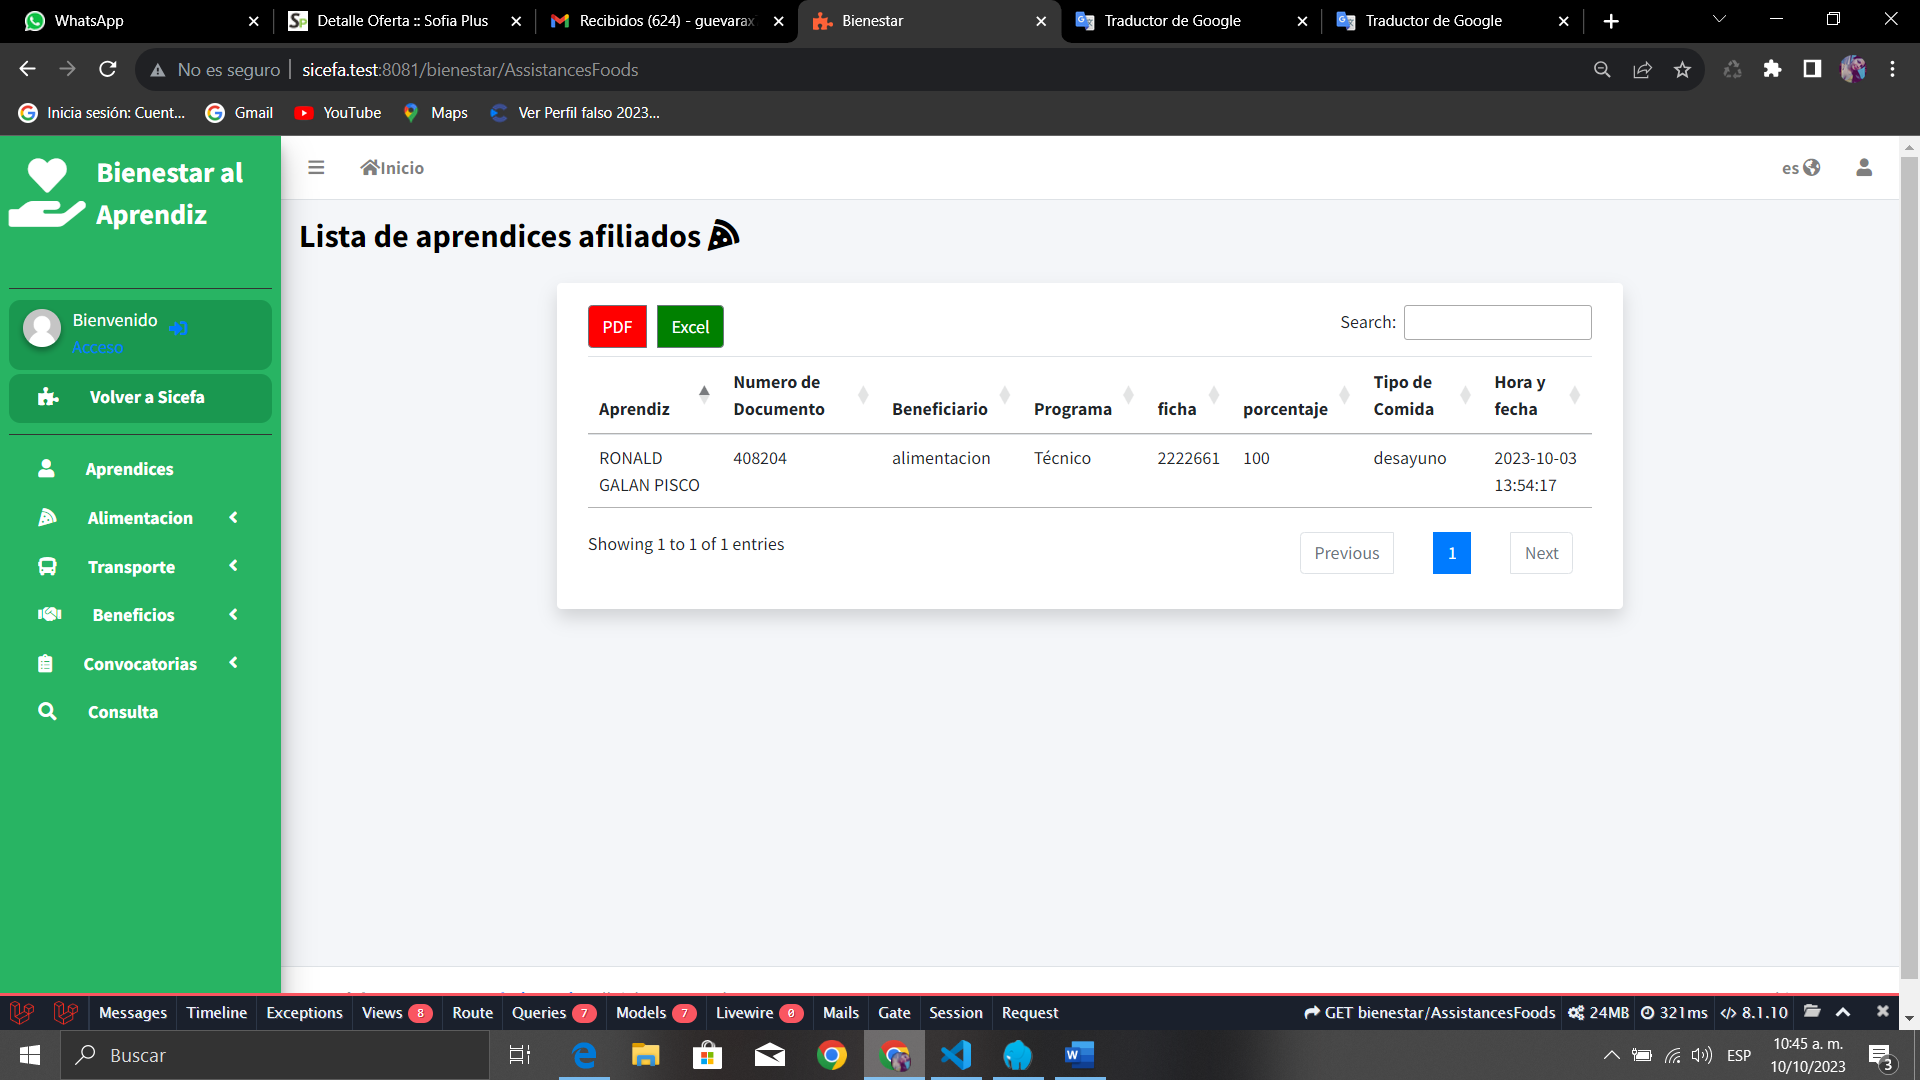 WhatsApp
Detalle Oferta :: Sofia Plus
Recibidos (624) - guevarax
Bienestar
Traductor de Google
Traductor de Google
No es seguro
sicefa.test:8081/bienestar/AssistancesFoods
Inicia sesión: Cuent...
Gmail
YouTube
Maps
Ver Perfil falso 2023...
Bienestar al
Aprendiz
Bienvenido
Acceso
Volver a Sicefa
Aprendices
Alimentacion
Transporte
Beneficios
Convocatorias
Consulta
Inicio
es
Lista de aprendices afiliados
PDF
Excel
Search:
Aprendiz
Numero de
Documento
Beneficiario
Programa
ficha
porcentaje
Tipo de
Comida
Hora y
fecha
RONALD
GALAN PISCO
408204
alimentacion
Técnico
2222661
100
desayuno
2023-10-03
13:54:17
Showing 1 to 1 of 1 entries
Previous
1
Next
Messages
Timeline
Exceptions
Views 8
Route
Queries 7
Models 7
Livewire 0
Mails
Gate
Session
Request
GET bienestar/AssistancesFoods
24MB
321ms
8.1.10
Buscar
ESP
10:45 a. m.
10/10/2023
3